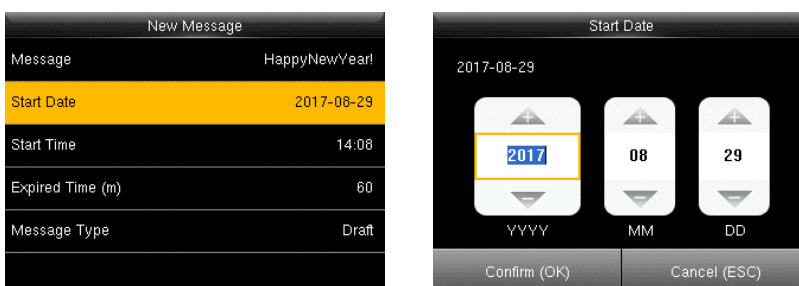 New Message
Message HappyNewYear!
Start Date 2017-08-29
Start Time 14:08
Expired Time (m) 60
Message Type Draft
Start Date
2017-08-29
2017 08 29
YYYY MM DD
Confirm (OK) Cancel (ESC)